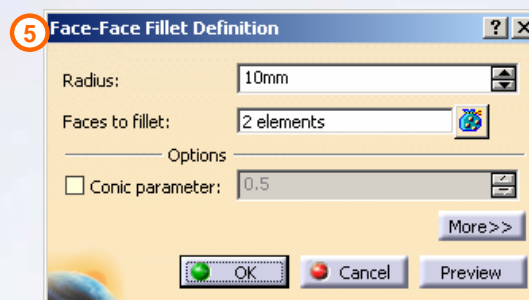 5
Face-Face Fillet Definition ? X
Radius: 10mm
Faces to fillet: 2 elements
Options
Conic parameter: 0.5
More>>
OK Cancel Preview